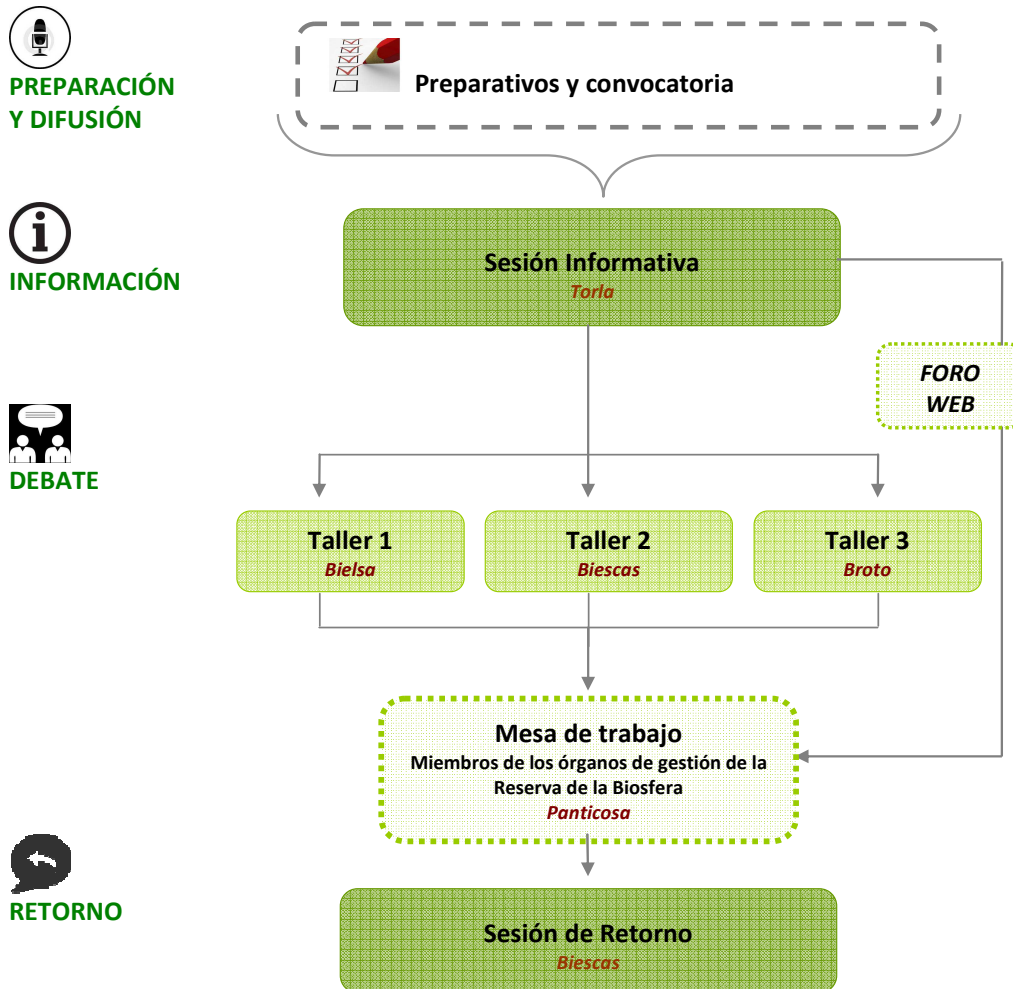 PREPARACIÓN
Y DIFUSIÓN
Preparativos y convocatoria
INFORMACIÓN
Sesión Informativa
Torla
FORO
WEB
DEBATE
Taller 1
Bielsa
Taller 2
Biescas
Taller 3
Broto
Mesa de trabajo
Miembros de los órganos de gestión de la
Reserva de la Biosfera
Panticosa
RETORNO
Sesión de Retorno
Biescas